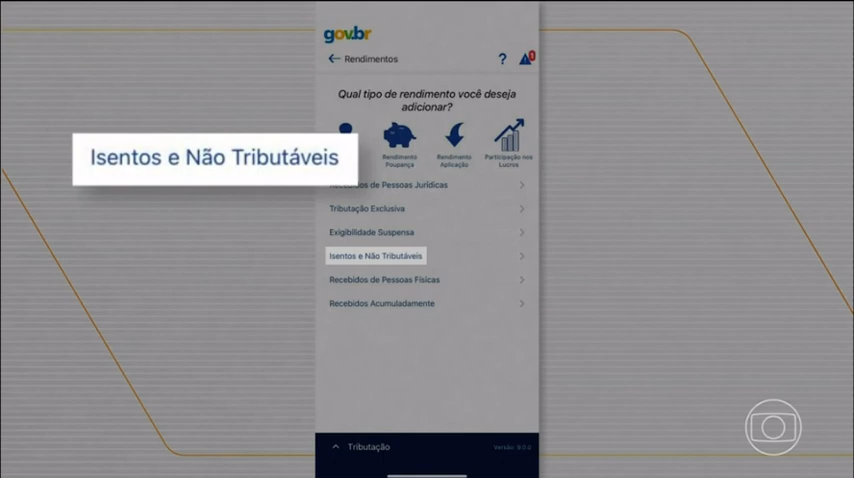 gov.br
Rendimentos
Qual tipo de rendimento você deseja
adicionar?
Isentos e Não Tributáveis
Rendimento
Poupança
Rendimento
Aplicação
Participação nos
Lucros
Recebidos de Pessoas Jurídicas
Tributação Exclusiva
Exigibilidade Suspensa
Isentos e Não Tributáveis
Recebidos de Pessoas Físicas
Recebidos Acumuladamente
Tributação